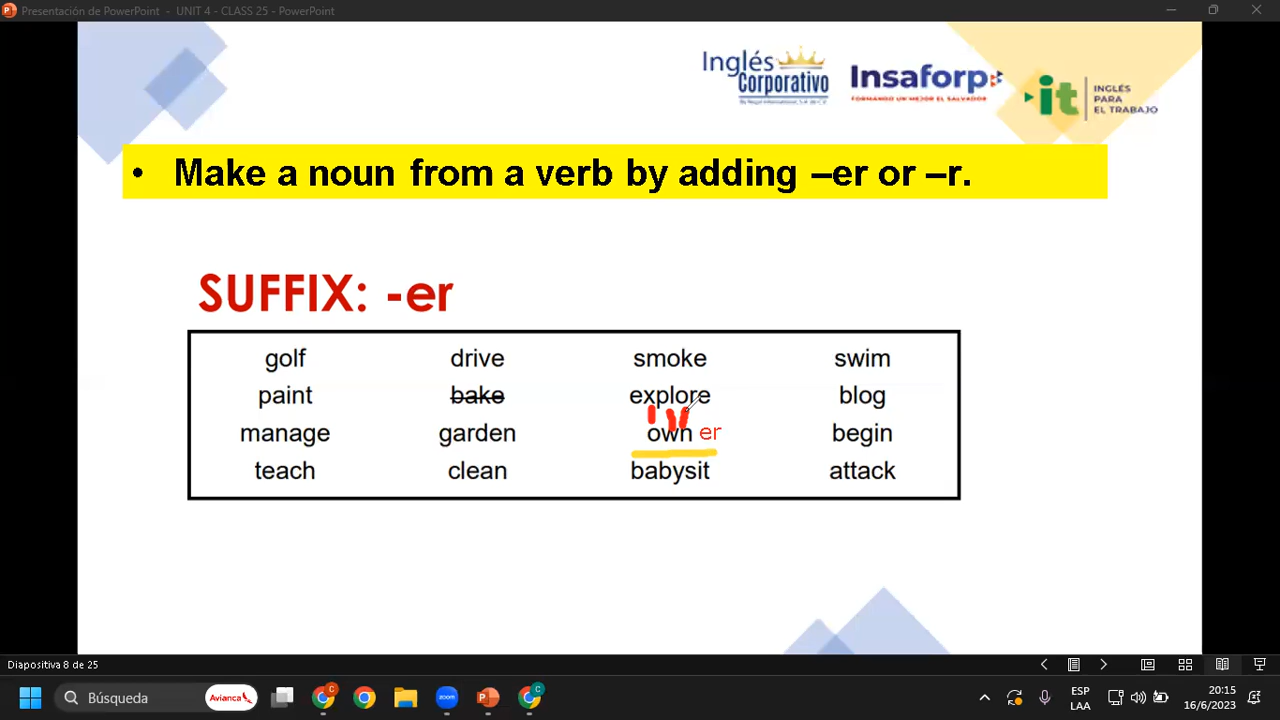 Presentación de PowerPoint - UNIT 4 - CLASS 25 - PowerPoint
Inglés
Corporativo
Insaforp
FORMANDO UN MEJOR EL SALVADOR
it INGLÉS
PARA
EL TRABAJO
• Make a noun from a verb by adding –er or –r.
SUFFIX: -er
golf drive smoke swim
paint bake explore blog
manage garden own er begin
teach clean babysit attack
Diapositiva 8 de 25
Búsqueda
Avianca
zoom
ESP
LAA
20:15
16/6/2023